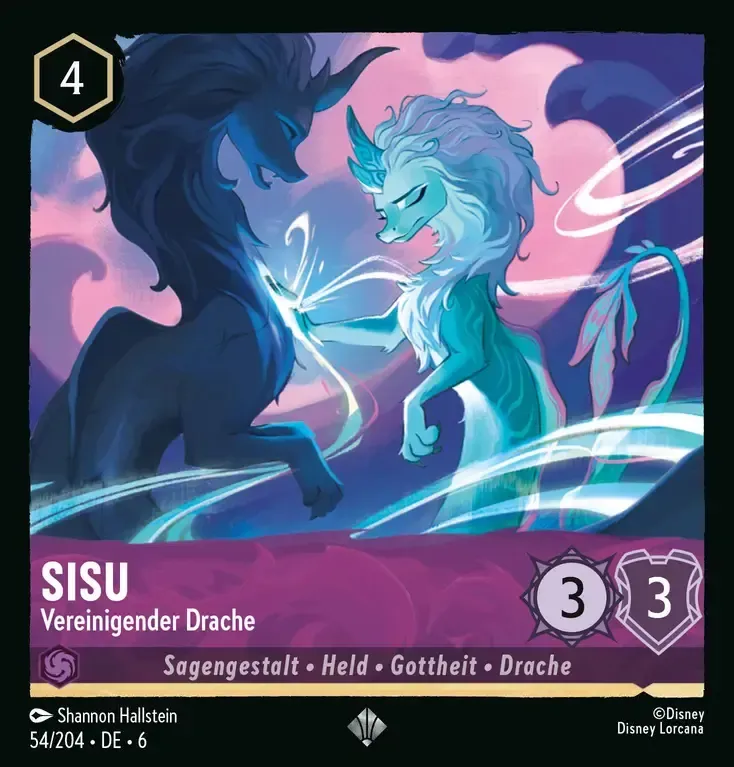 4
SISU
Vereinigender Drache
3
3
Sagengestalt • Held • Gottheit • Drache
Shannon Hallstein
54/204 • DE • 6
©Disney
Disney Lorcana